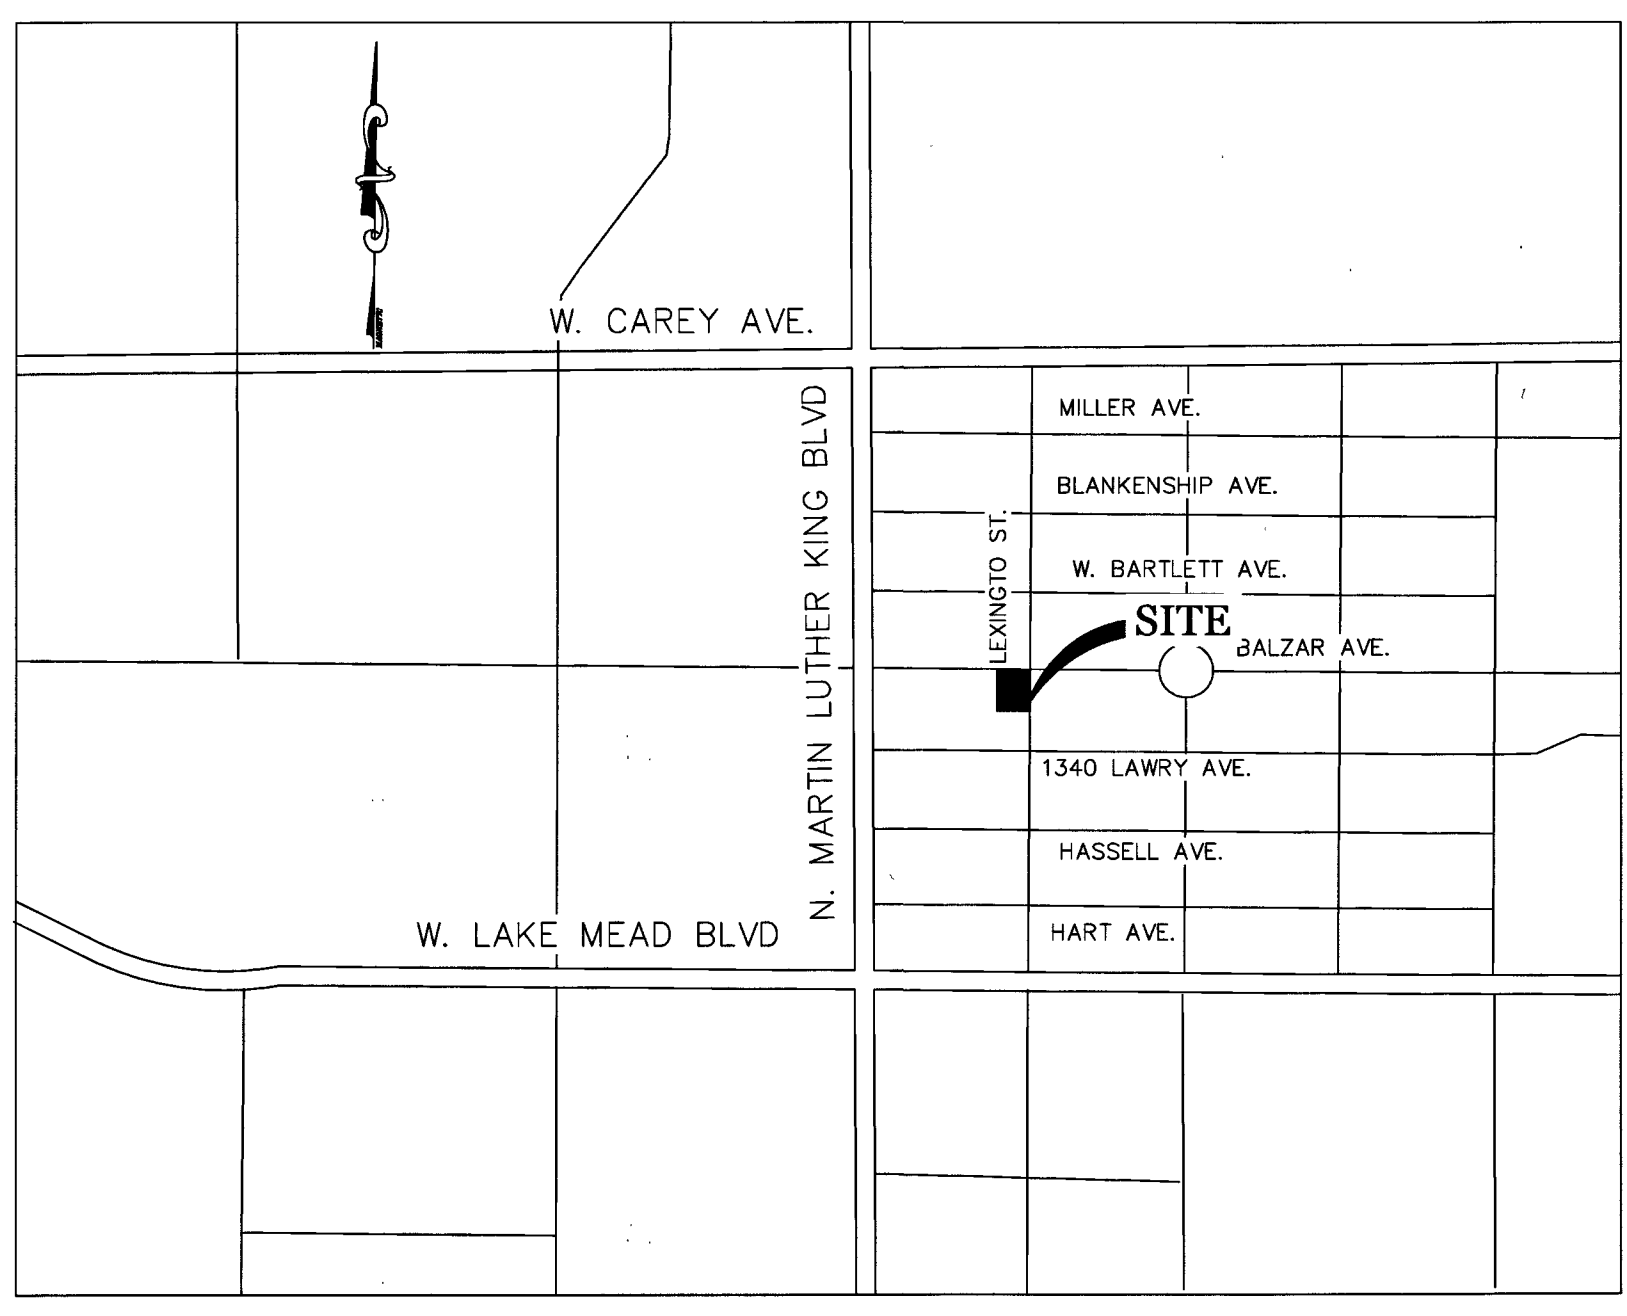 W. CAREY AVE.
N. MARTIN LUTHER KING BLVD
MILLER AVE.
BLANKENSHIP AVE.
LEXINGTO ST.
W. BARTLETT AVE.
SITE
BALZAR AVE.
1340 LAWRY AVE.
HASSELL AVE.
W. LAKE MEAD BLVD
HART AVE.